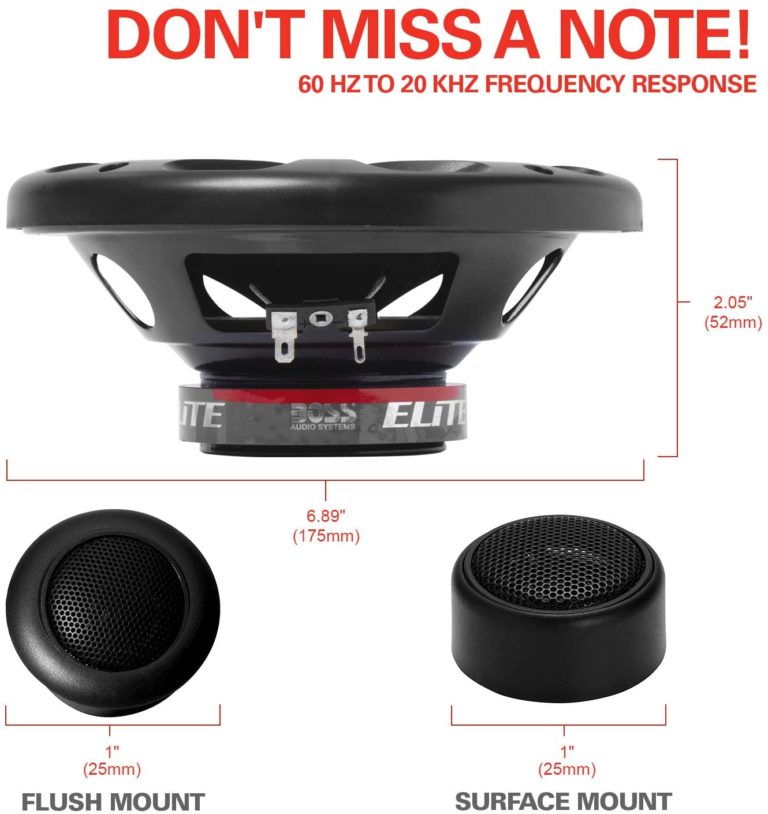 DON'T MISS A NOTE!
60 HZ TO 20 KHZ FREQUENCY RESPONSE
2.05"
(52mm)
ELITE
BOSS
AUDIO SYSTEMS
ELITE
6.89"
(175mm)
1"
(25mm)
FLUSH MOUNT
1"
(25mm)
SURFACE MOUNT